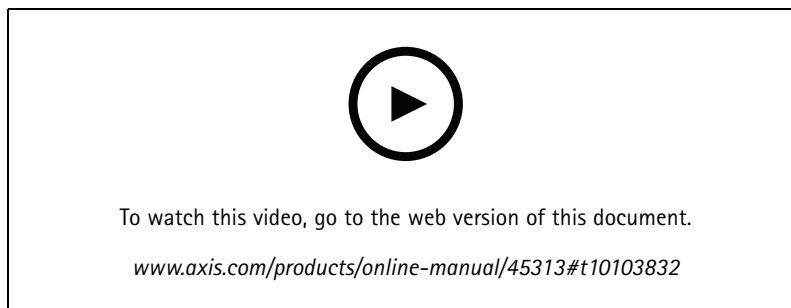 To watch this video, go to the web version of this document.
www.axis.com/products/online-manual/45313#t10103832